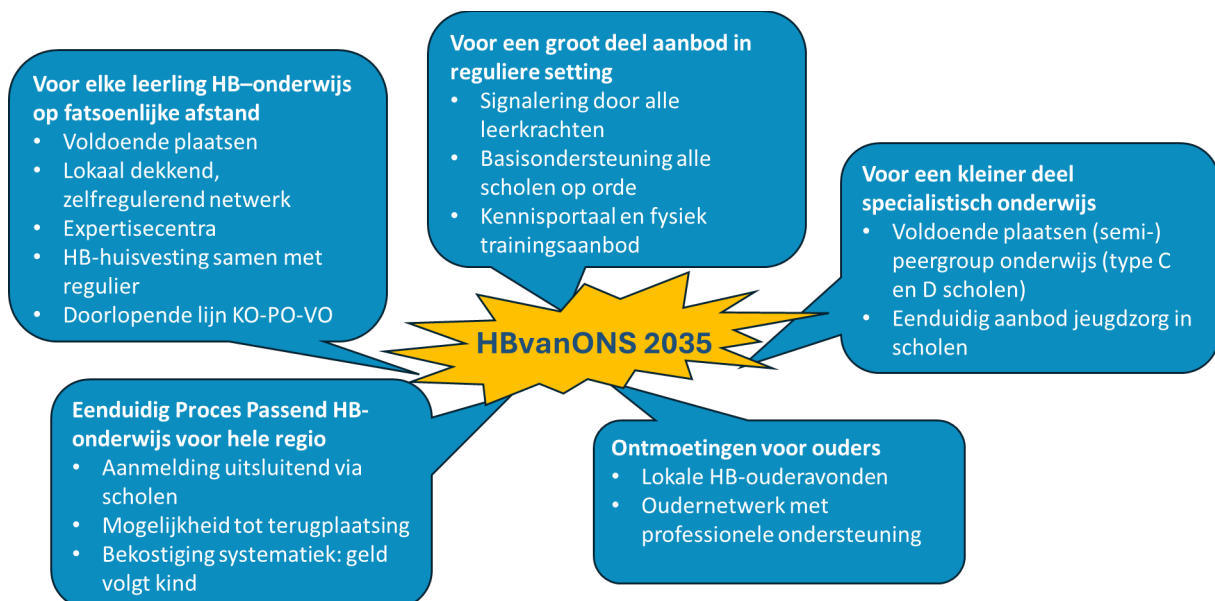 Voor elke leerling HB–onderwijs
op fatsoenlijke afstand
• Voldoende plaatsen
• Lokaal dekkend,
zelfregulerend netwerk
• Expertisecentra
• HB-huisvesting samen met
regulier
• Doorlopende lijn KO-PO-VO
Voor een groot deel aanbod in
reguliere setting
• Signalering door alle
leerkrachten
• Basisondersteuning alle
scholen op orde
• Kennisportaal en fysiek
trainingsaanbod
Voor een kleiner deel
specialistisch onderwijs
• Voldoende plaatsen (semi-)
peergroup onderwijs (type C
en D scholen)
• Eenduidig aanbod jeugdzorg in
scholen
HBvanONS 2035
Eenduidig Proces Passend HB-
onderwijs voor hele regio
• Aanmelding uitsluitend via
scholen
• Mogelijkheid tot terugplaatsing
• Bekostiging systematiek: geld
volgt kind
Ontmoetingen voor ouders
• Lokale HB-ouderavonden
• Oudernetwerk met
professionele ondersteuning